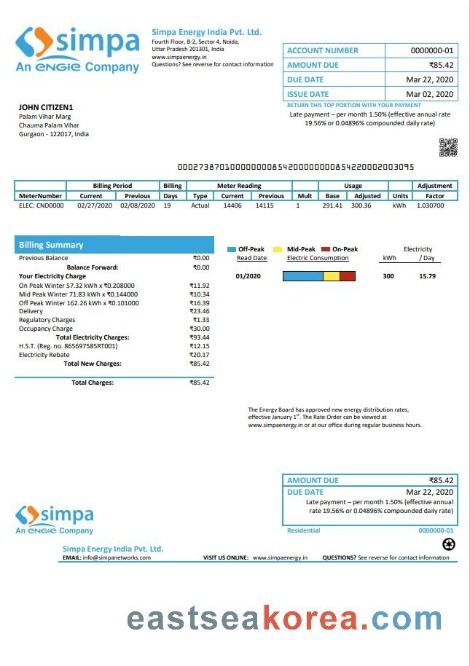 simpa
An ENGIE Company
Simpa Energy India Pvt. Ltd.
Fourth Floor, B-2, Sector 4, Noida,
Uttar Pradesh 201301, India
www.simpaenergy.in
Questions? See reverse for contact information
ACCOUNT NUMBER 0000000-01
AMOUNT DUE ₹85.42
DUE DATE Mar 22, 2020
ISSUE DATE Mar 02, 2020
RETURN THIS TOP PORTION WITH YOUR PAYMENT
Late payment – per month 1.50% (effective annual rate
19.56% or 0.04896% compounded daily rate)
JOHN CITIZEN1
Palam Vihar Marg
Chauma Palam Vihar
Gurgaon - 122017, India
Billing Period Billing Meter Reading Usage Adjustment
MeterNumber Current Previous Days Type Current Previous Mult Base Adjusted Units Factor
ELEC: CND0000 02/27/2020 02/08/2020 19 Actual 14406 14115 1 291.41 300.36 kWh 1.030700
Billing Summary
Previous Balance ₹0.00
Balance Forward: ₹0.00
Your Electricity Charge
On Peak Winter 57.32 kWh x ₹0.208000 ₹11.92
Mid Peak Winter 71.83 kWh x ₹0.144000 ₹10.34
Off Peak Winter 162.26 kWh x ₹0.101000 ₹16.39
Delivery ₹23.46
Regulatory Charges ₹1.33
Occupancy Charge ₹30.00
Total Electricity Charges: ₹93.44
H.S.T. (Reg. no. 865697585RT001) ₹12.15
Electricity Rebate ₹20.17
Total New Charges: ₹85.42
Total Charges: ₹85.42
Off-Peak Mid-Peak On-Peak Electricity
Read Date Electric Consumption kWh / Day
01/2020 300 15.79
The Energy Board has approved new energy distribution rates,
effective January 1st. The Rate Order can be viewed at
www.simpaenergy.in or at our office during regular business hours.
AMOUNT DUE ₹85.42
DUE DATE Mar 22, 2020
Late payment – per month 1.50% (effective annual
rate 19.56% or 0.04896% compounded daily rate)
Residential 0000000-01
simpa
An ENGIE Company
Simpa Energy India Pvt. Ltd.
EMAIL: info@simpanetworks.com VISIT US ONLINE: www.simpaenergy.in QUESTIONS? See reverse for contact information
eastseakorea.com